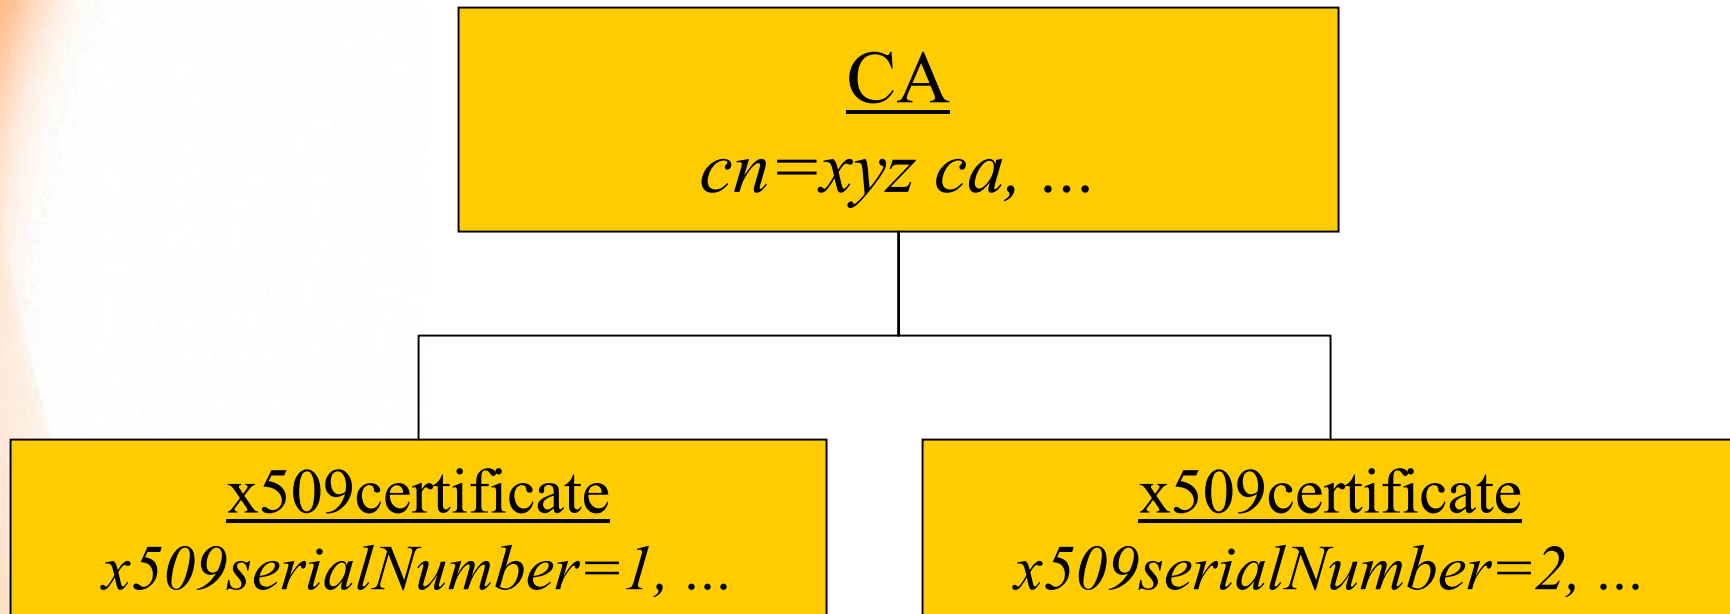 CA
cn=xyz ca, ...
x509certificate
x509serialNumber=1, ...
x509certificate
x509serialNumber=2, ...